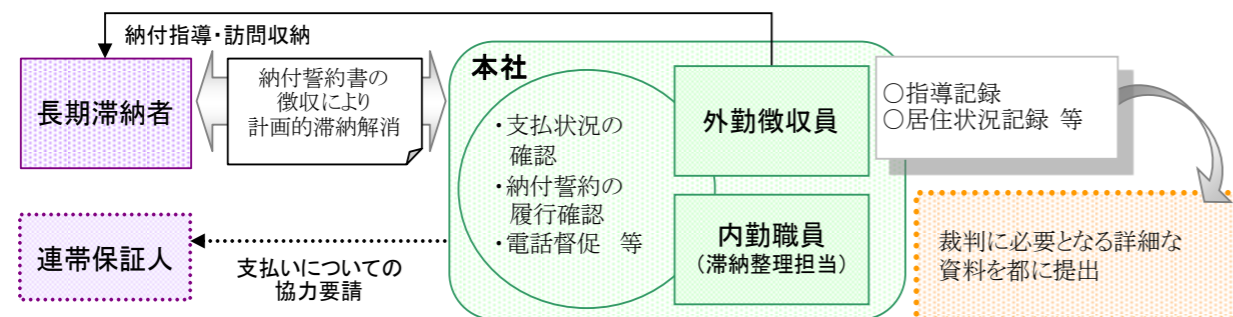 納付指導・訪問収納
長期滞納者
納付誓約書の
徴収により
計画的滞納解消
本社
・支払状況の
確認
・納付誓約の
履行確認
・電話督促　等
外勤徴収員
内勤職員
（滞納整理担当）
○指導記録
○居住状況記録 等
連帯保証人
支払いについての
協力要請
裁判に必要となる詳細な
資料を都に提出